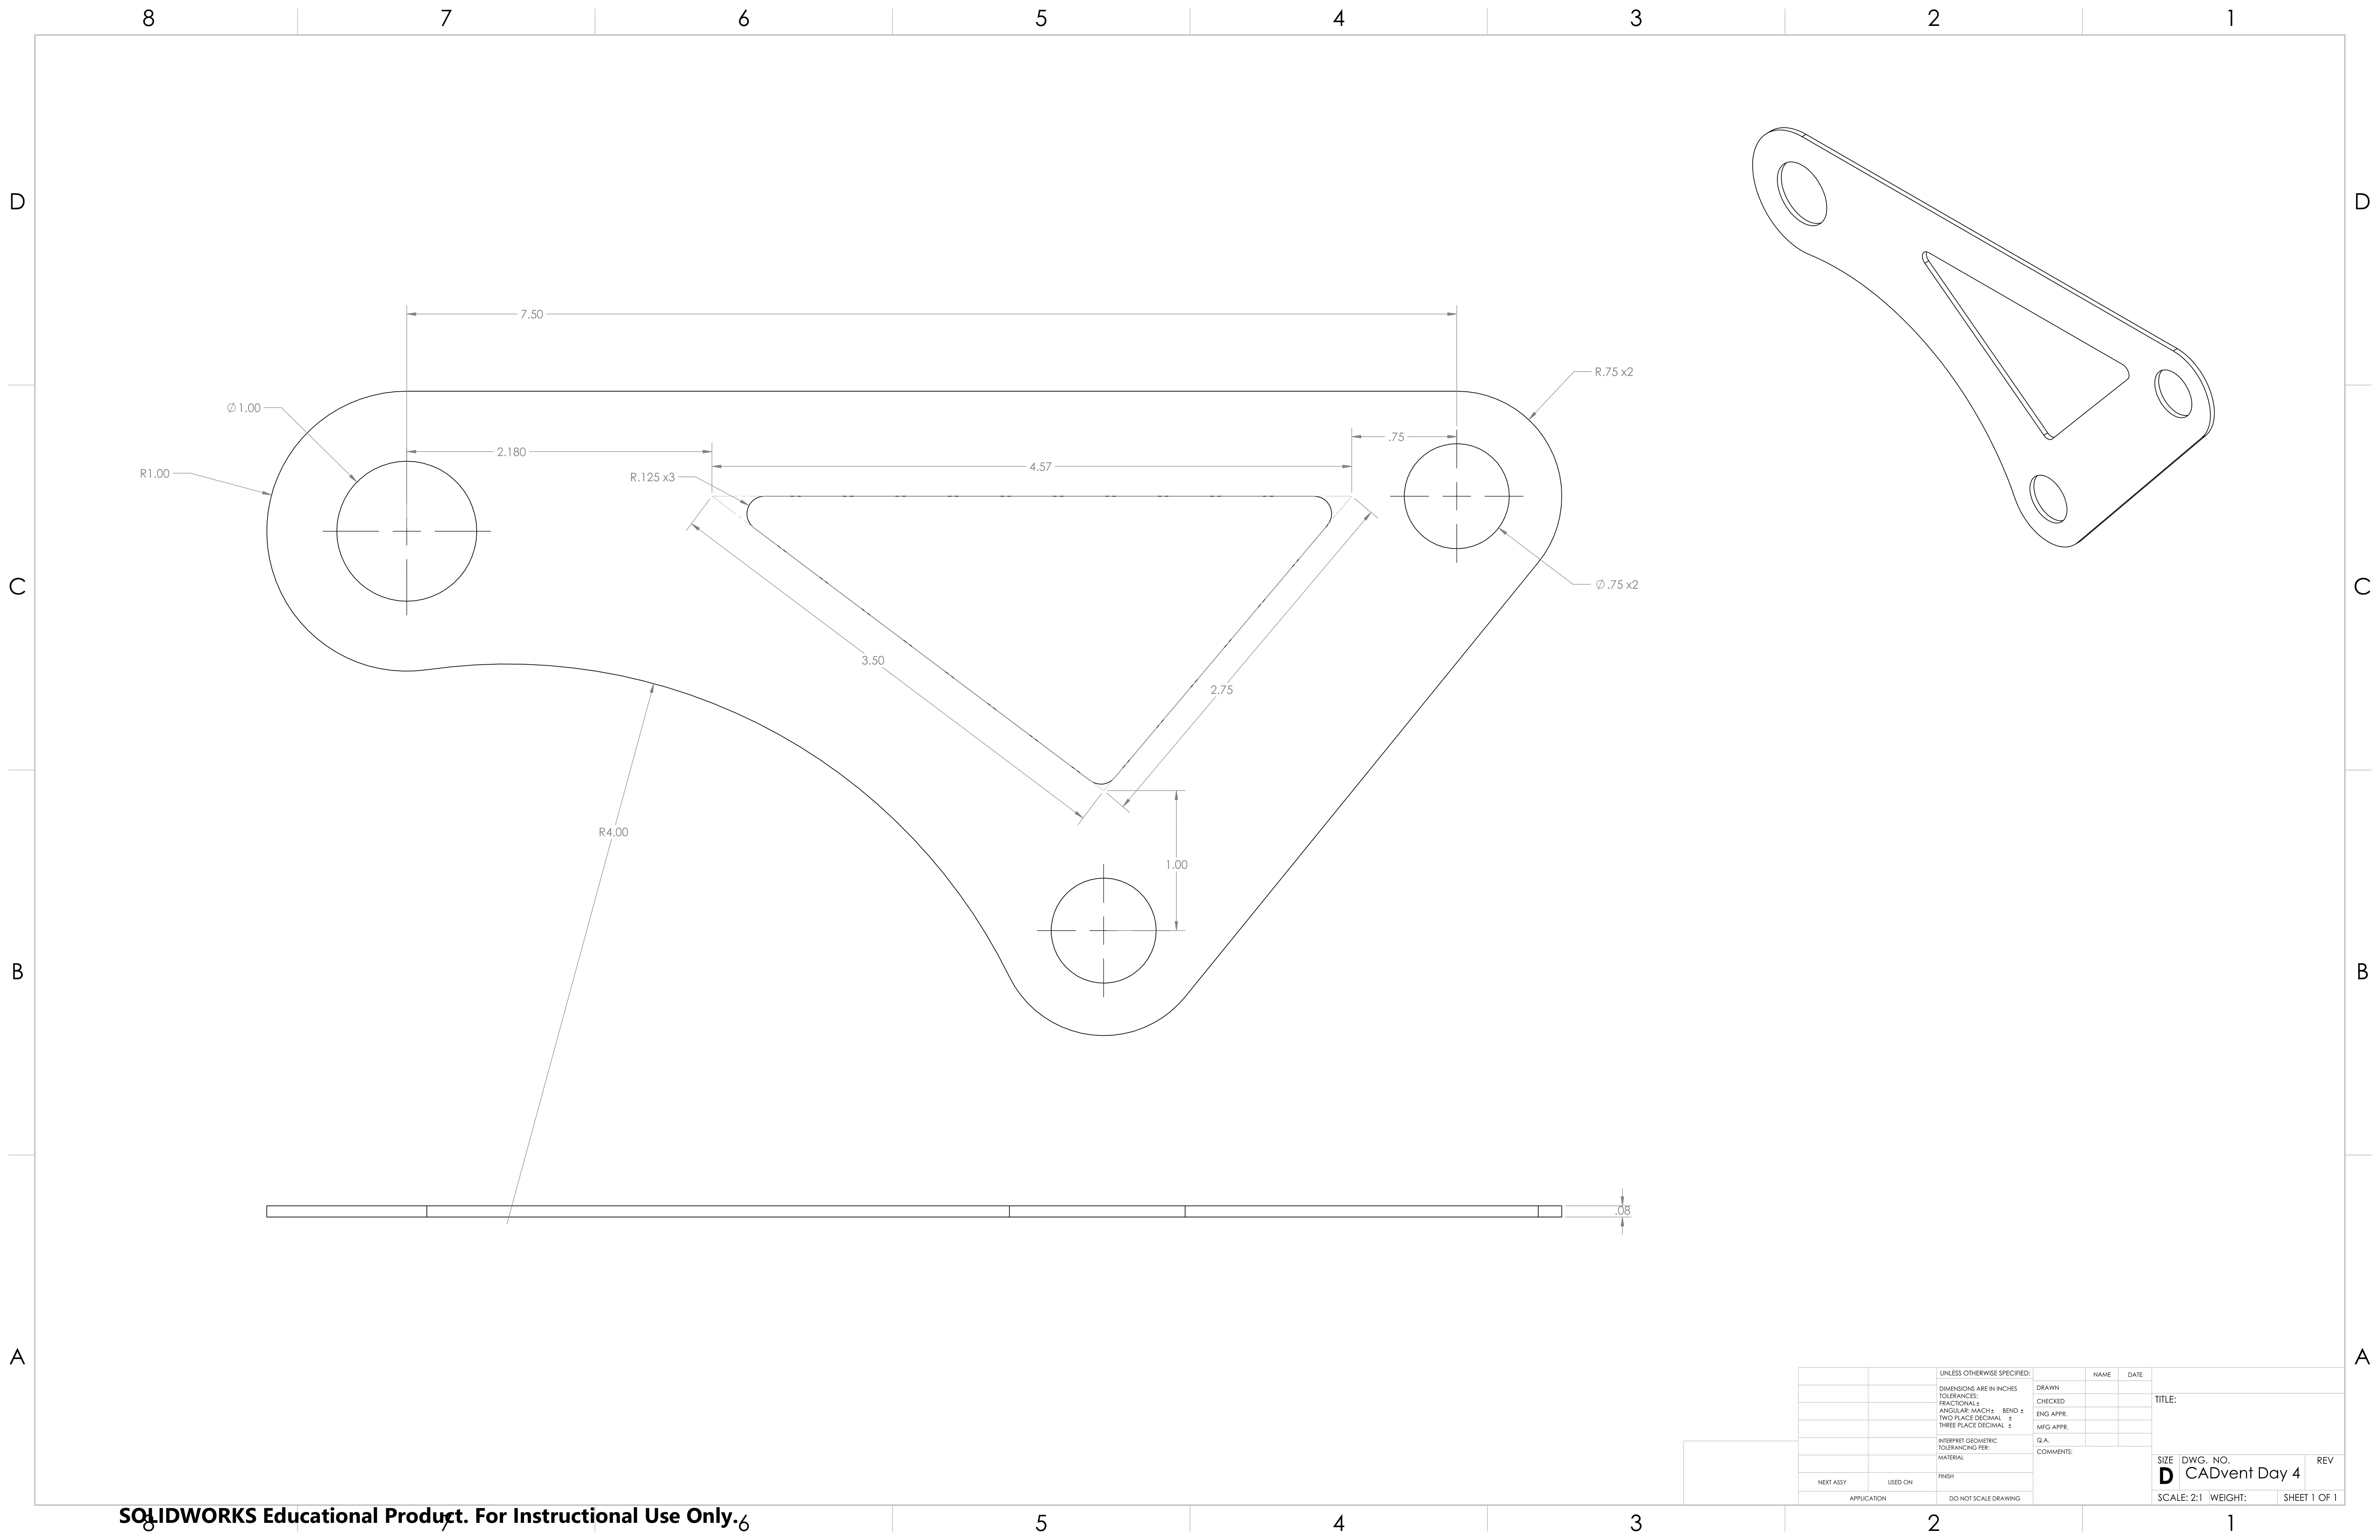 8 7 6 5 4 3 2 1
D D
7.50
R.75 x2
⌀1.00
.75
2.180
4.57
R1.00
R.125 x3
C C
⌀.75 x2
3.50
2.75
R4.00
1.00
B B
.08
A A
UNLESS OTHERWISE SPECIFIED:
DIMENSIONS ARE IN INCHES
TOLERANCES:
FRACTIONAL±
ANGULAR: MACH± BEND ±
TWO PLACE DECIMAL ±
THREE PLACE DECIMAL ±
INTERPRET GEOMETRIC
TOLERANCING PER:
MATERIAL
FINISH
NEXT ASSY USED ON
APPLICATION
DO NOT SCALE DRAWING
NAME DATE
DRAWN
CHECKED
ENG APPR.
MFG APPR.
Q.A.
COMMENTS:
TITLE:
SIZE DWG. NO. REV
D CADvent Day 4
SCALE: 2:1 WEIGHT: SHEET 1 OF 1
SOLIDWORKS Educational Product. For Instructional Use Only.
8 7 6 5 4 3 2 1